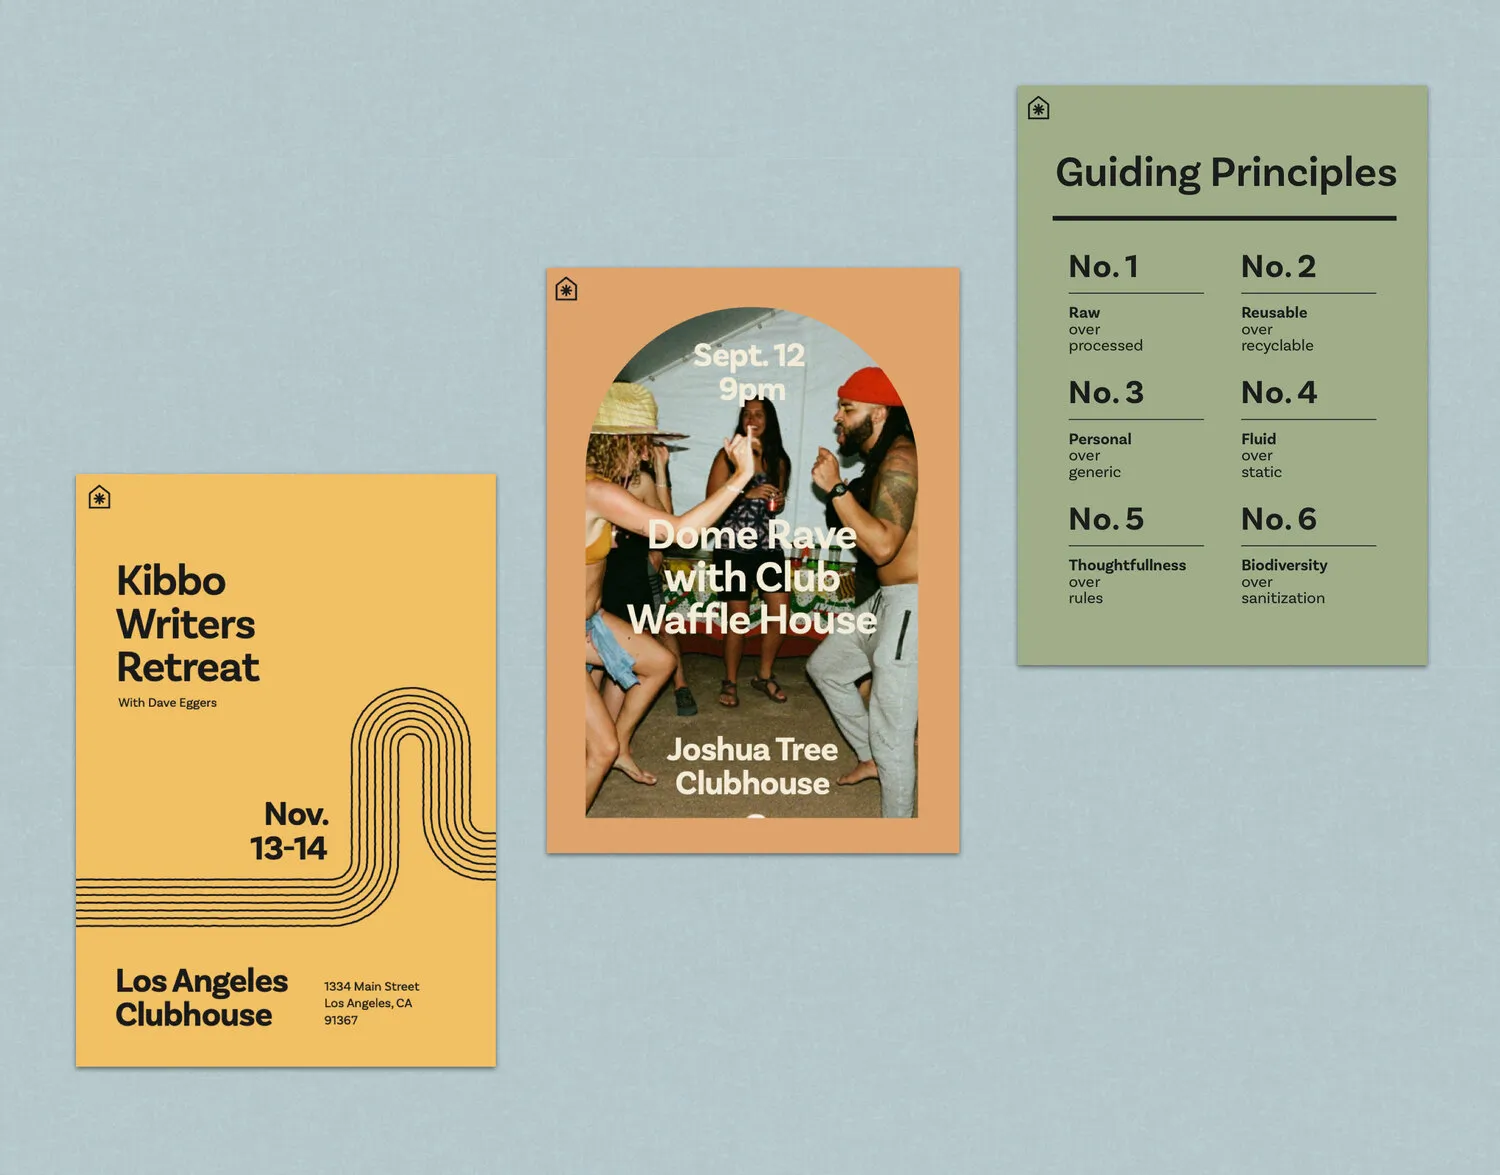 Kibbo
Writers
Retreat
With Dave Eggers
Nov.
13-14
Los Angeles
Clubhouse
1334 Main Street
Los Angeles, CA
91367
Sept. 12
9pm
Dome Rave
with Club
Waffle House
Joshua Tree
Clubhouse
Guiding Principles
No. 1
Raw
over
processed
No. 2
Reusable
over
recyclable
No. 3
Personal
over
generic
No. 4
Fluid
over
static
No. 5
Thoughtfullness
over
rules
No. 6
Biodiversity
over
sanitization